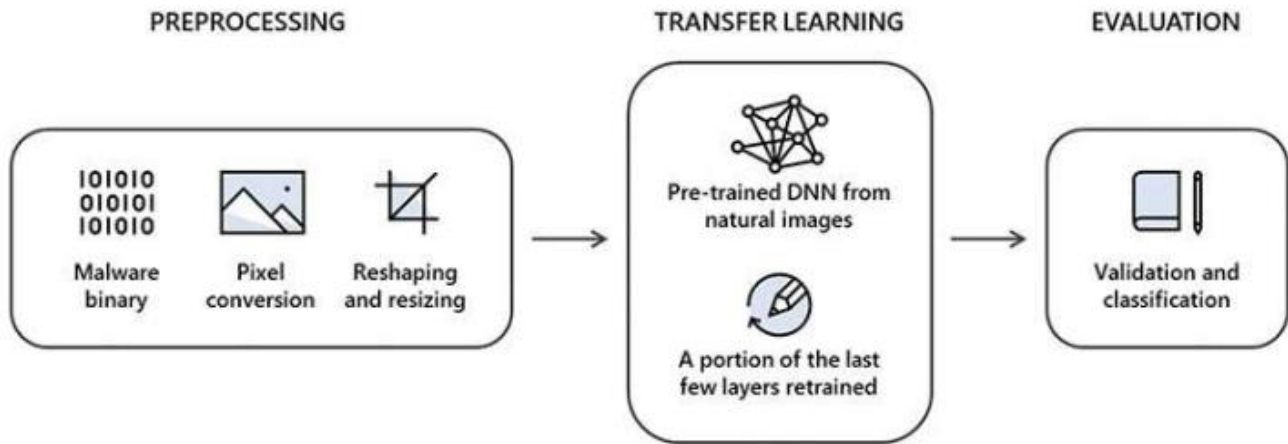 PREPROCESSING
TRANSFER LEARNING
EVALUATION
101010
010101
101010
Malware
binary
Pixel
conversion
Reshaping
and resizing
Pre-trained DNN from
natural images
A portion of the last
few layers retrained
Validation and
classification